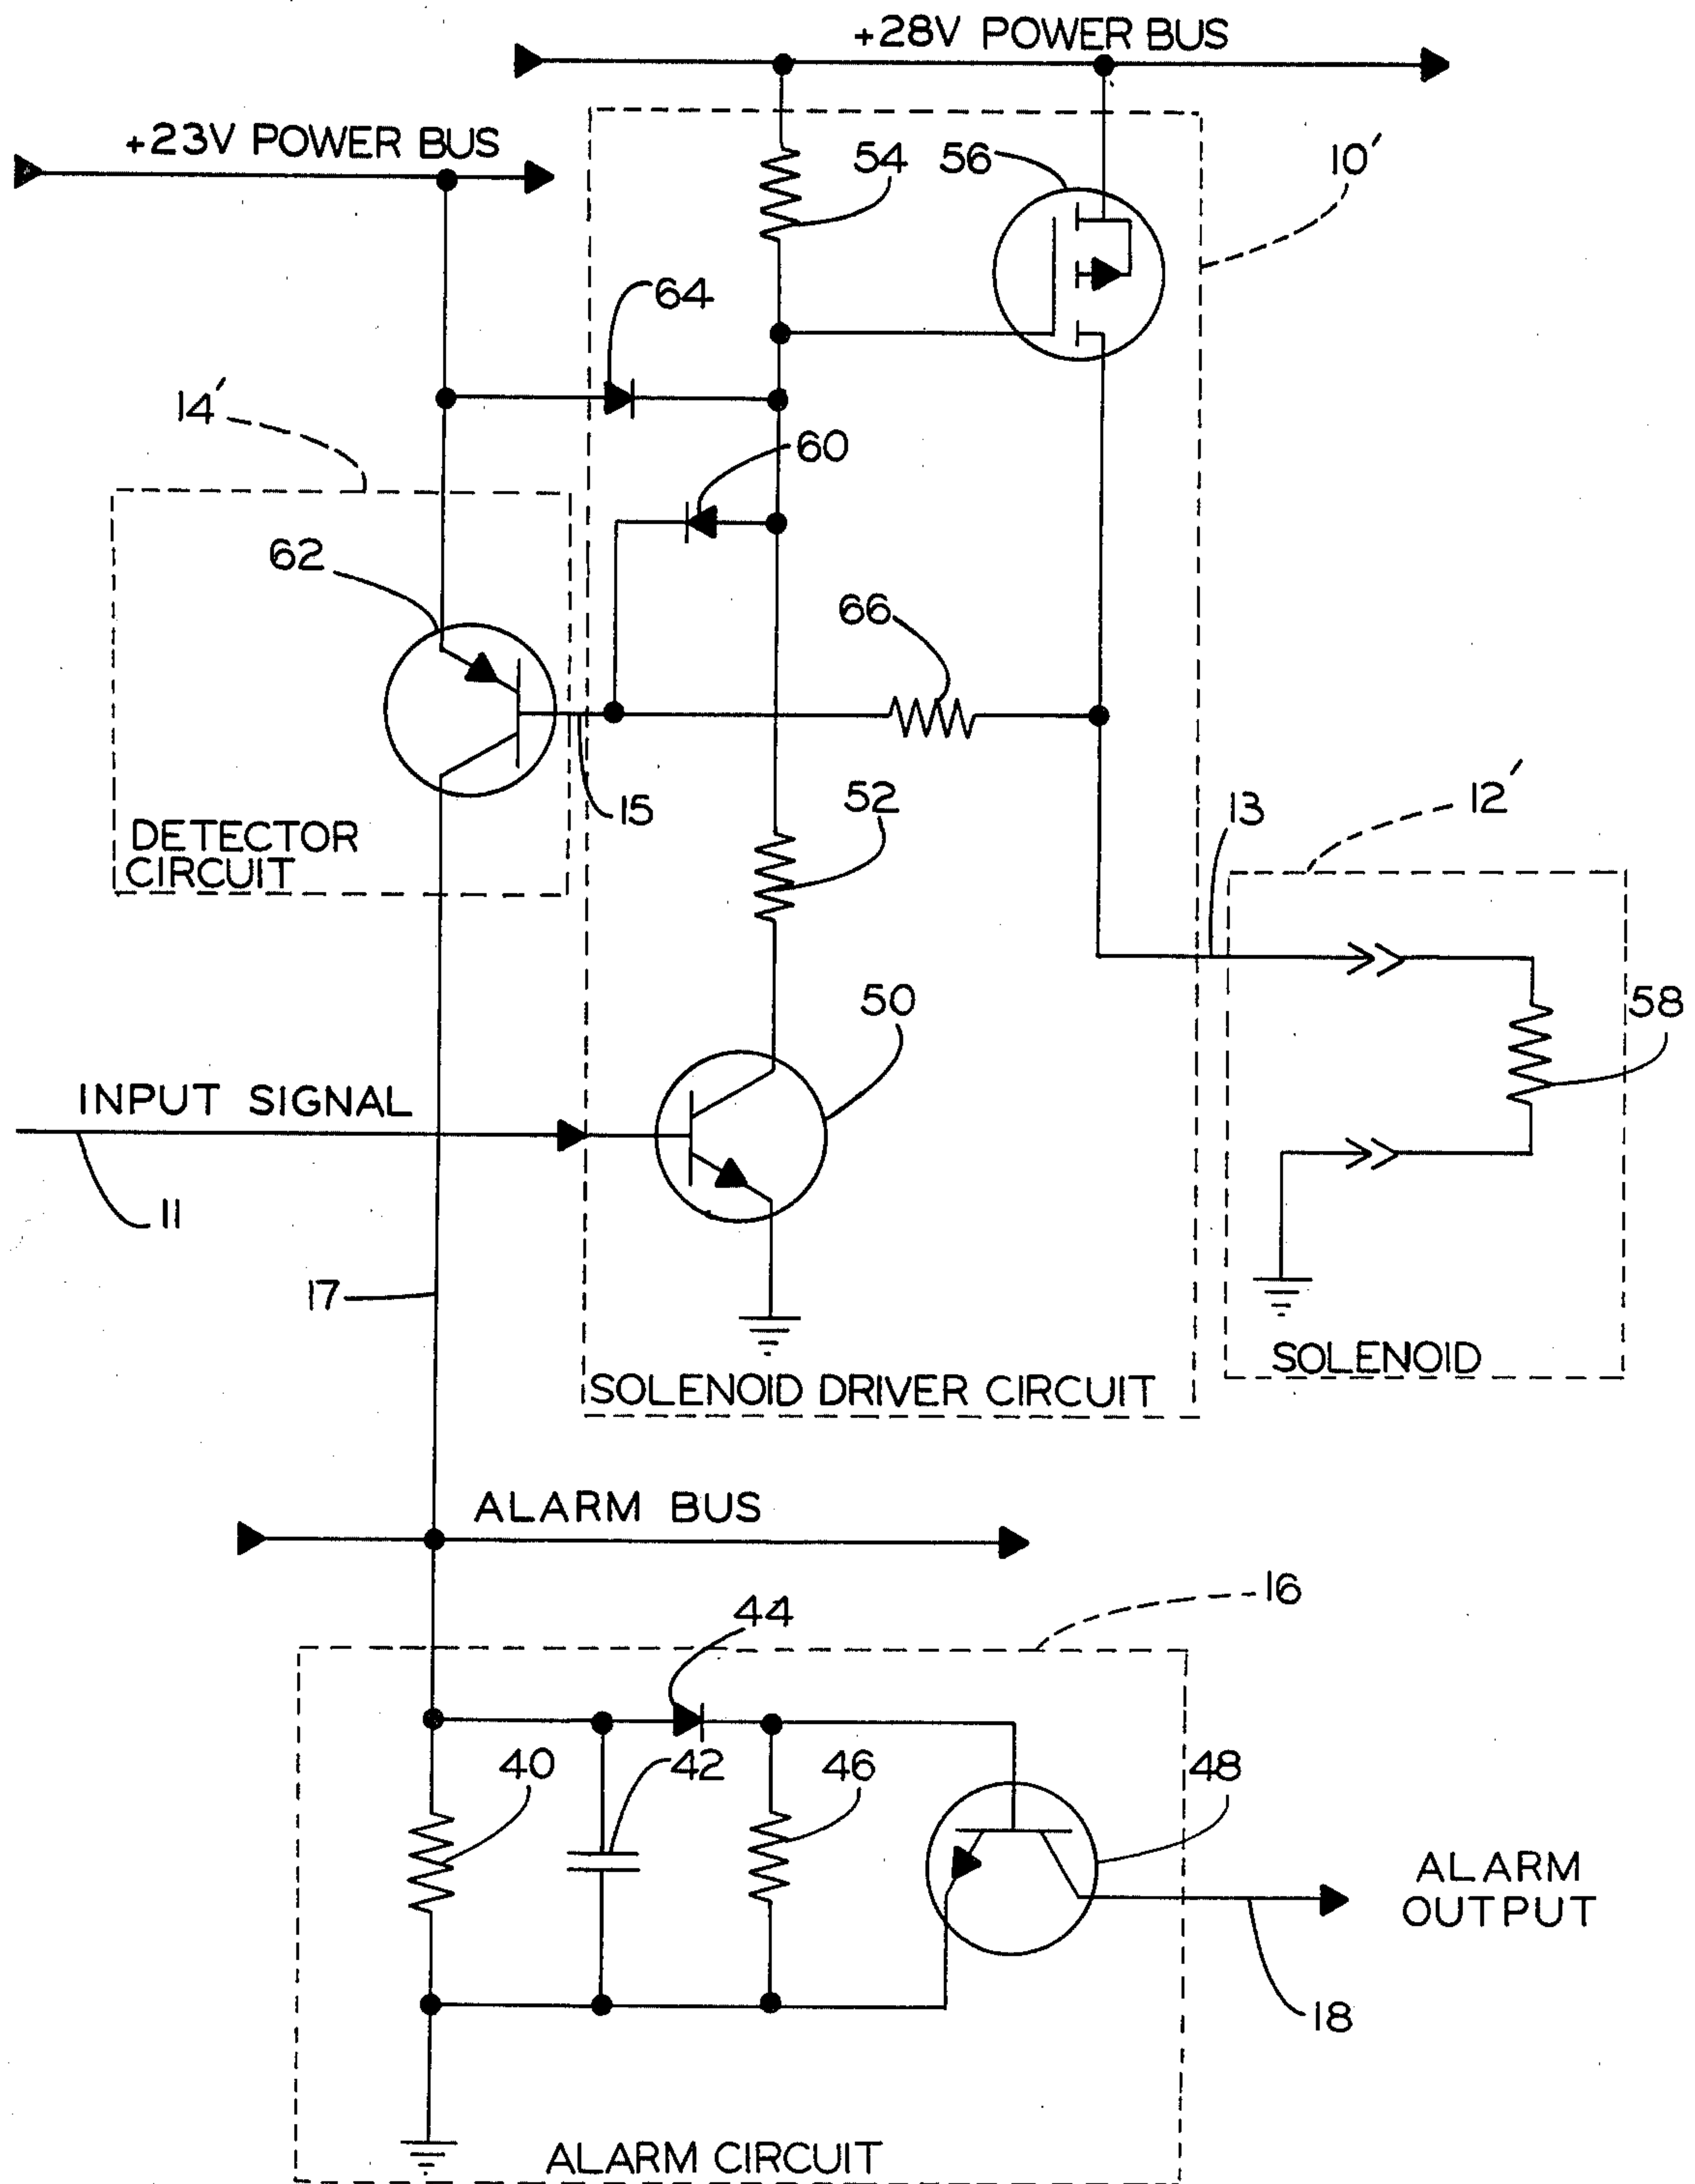 +28V POWER BUS
+23V POWER BUS
54
56
10'
64
14'
60
62
66
15
52
13
12'
DETECTOR
CIRCUIT
50
58
INPUT SIGNAL
11
17
SOLENOID
SOLENOID DRIVER CIRCUIT
ALARM BUS
16
44
40
42
46
48
ALARM
OUTPUT
18
ALARM CIRCUIT